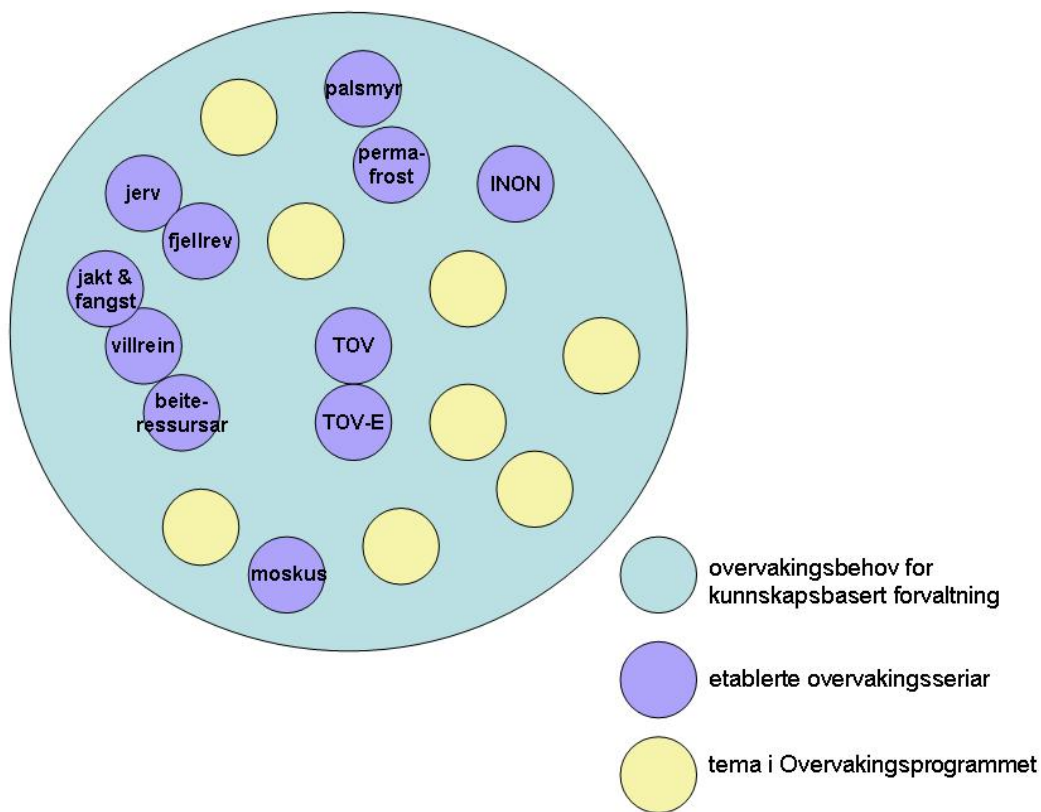 palsmyr
perma-
frost
INON
jerv
fjellrev
jakt &
fangst
villrein
beite-
ressursar
TOV
TOV-E
moskus
overvakingsbehov for
kunnskapsbasert forvaltning
etablerte overvakingsseriar
tema i Overvakingsprogrammet